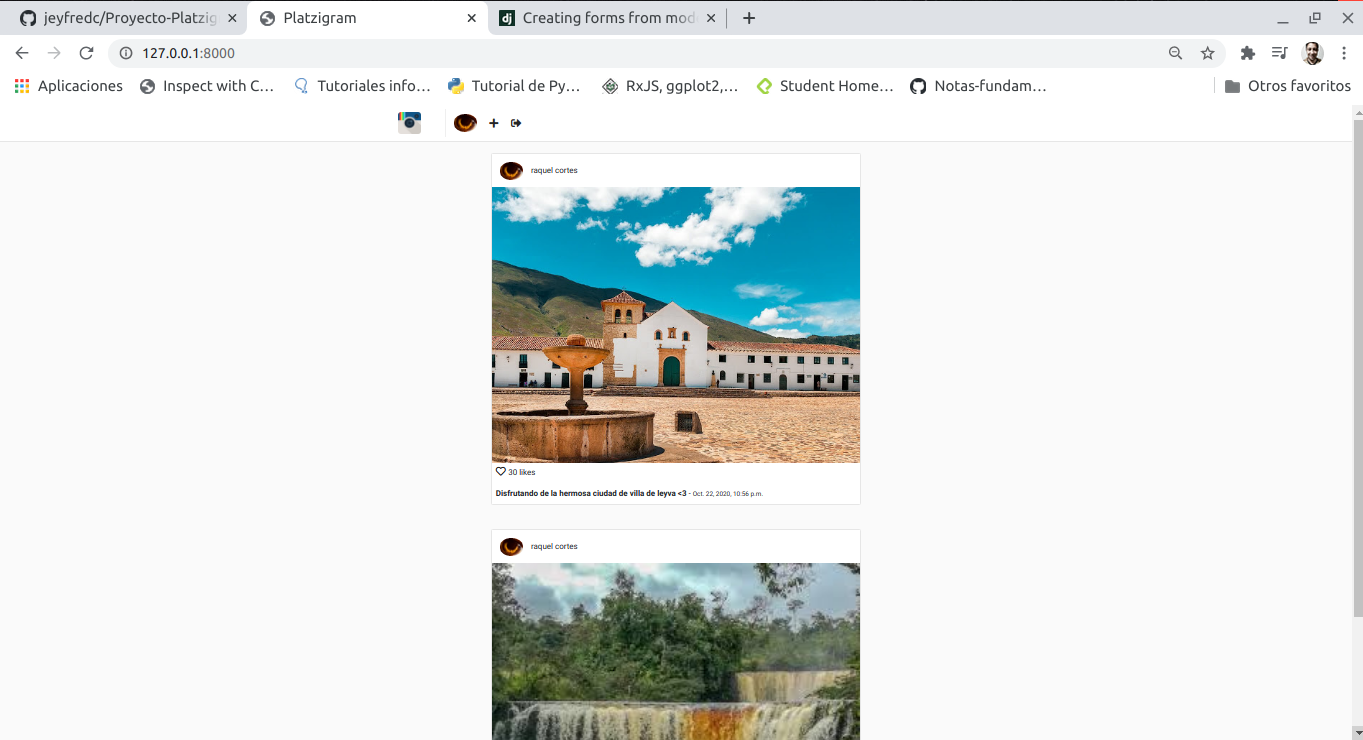 jeyfredc/Proyecto-Platzig
Platzigram
dj
Creating forms from mod
127.0.0.1:8000
Aplicaciones
Inspect with C…
Tutoriales info…
Tutorial de Py…
RxJS, ggplot2,…
Student Home…
Notas-fundam…
Otros favoritos
raquel cortes
30 likes
Disfrutando de la hermosa ciudad de villa de leyva <3 - Oct. 22, 2020, 10:56 p.m.
raquel cortes